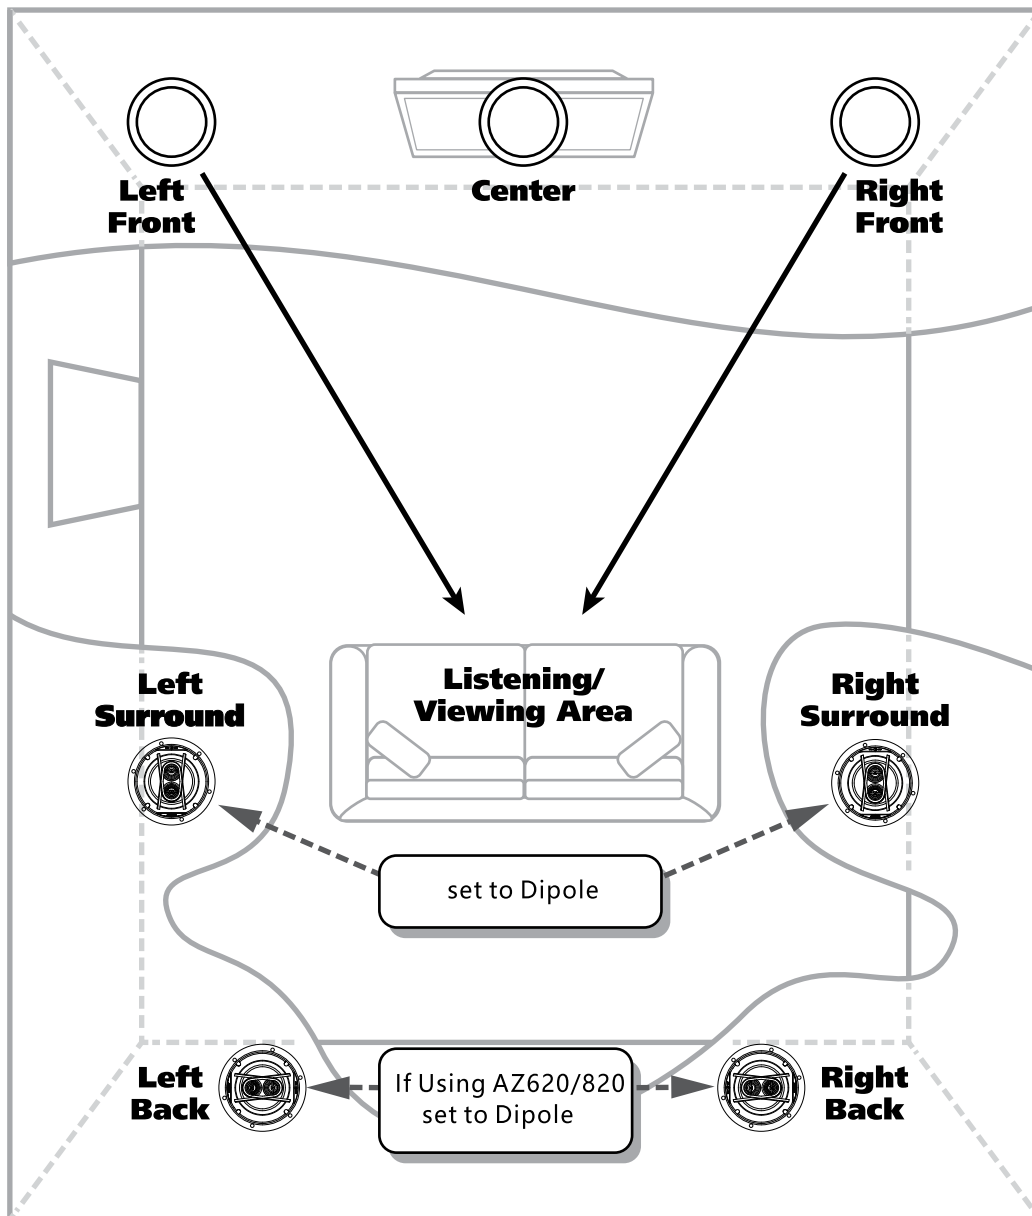 Left
Front
Center
Right
Front
Left
Surround
Listening/
Viewing Area
Right
Surround
set to Dipole
Left
Back
If Using AZ620/820
set to Dipole
Right
Back